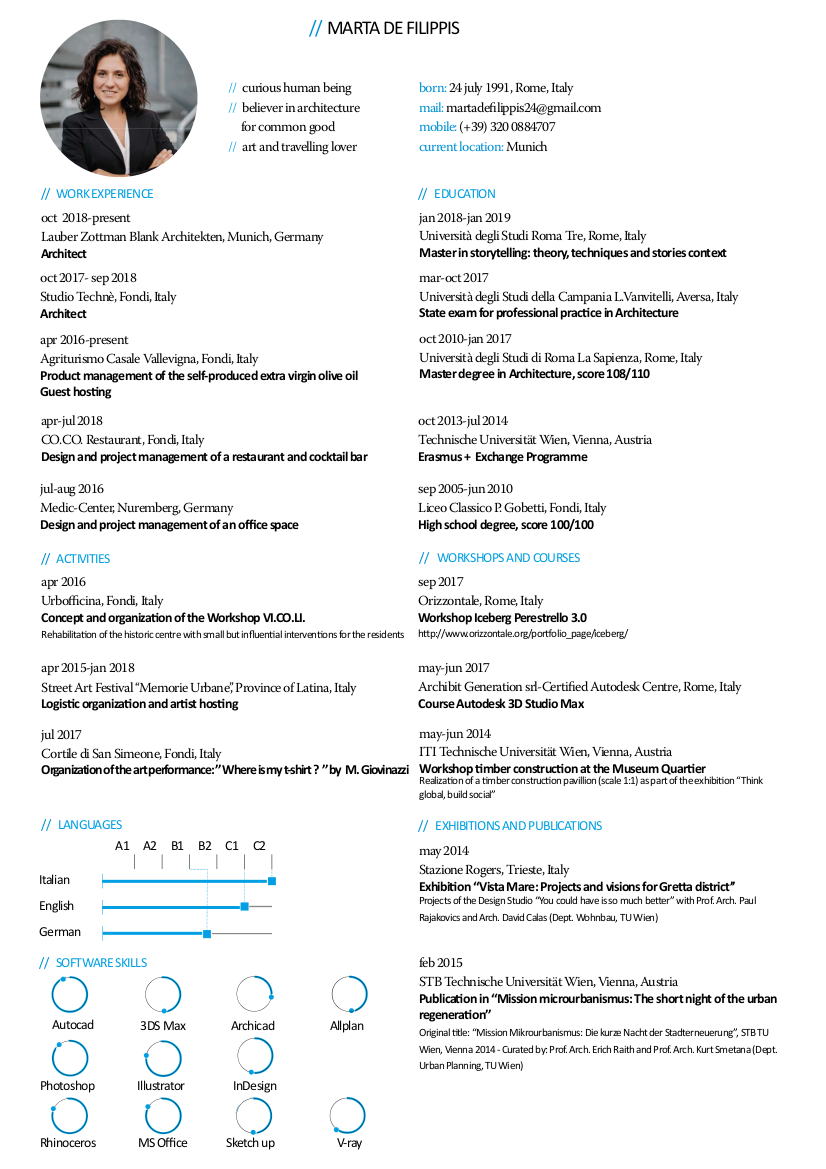 // MARTA DE FILIPPIS
// curious human being
// believer in architecture
for common good
// art and travelling lover
born: 24 july 1991, Rome, Italy
mail: martadefilippis24@gmail.com
mobile: (+39) 320 0884707
current location: Munich
// WORK EXPERIENCE
oct 2018-present
Lauber Zottman Blank Architekten, Munich, Germany
Architect
oct 2017- sep 2018
Studio Technè, Fondi, Italy
Architect
apr 2016-present
Agriturismo Casale Vallevigna, Fondi, Italy
Product management of the self-produced extra virgin olive oil
Guest hosting
apr-jul 2018
CO.CO. Restaurant, Fondi, Italy
Design and project management of a restaurant and cocktail bar
jul-aug 2016
Medic-Center, Nuremberg, Germany
Design and project management of an office space
// ACTIVITIES
apr 2016
Urbofficina, Fondi, Italy
Concept and organization of the Workshop VI.CO.LI.
Rehabilitation of the historic centre with small but influential interventions for the residents
apr 2015-jan 2018
Street Art Festival “Memorie Urbane”, Province of Latina, Italy
Logistic organization and artist hosting
jul 2017
Cortile di San Simeone, Fondi, Italy
Organization of the art performance: ” Where is my t-shirt ? ” by M. Giovinazzi
// LANGUAGES
A1 A2 B1 B2 C1 C2
Italian
English
German
// SOFTWARE SKILLS
Autocad 3DS Max Archicad Allplan
Photoshop Illustrator InDesign
Rhinoceros MS Office Sketch up V-ray
// EDUCATION
jan 2018-jan 2019
Università degli Studi Roma Tre, Rome, Italy
Master in storytelling: theory, techniques and stories context
mar-oct 2017
Università degli Studi della Campania L.Vanvitelli, Aversa, Italy
State exam for professional practice in Architecture
oct 2010-jan 2017
Università degli Studi di Roma La Sapienza, Rome, Italy
Master degree in Architecture, score 108/110
oct 2013-jul 2014
Technische Universität Wien, Vienna, Austria
Erasmus + Exchange Programme
sep 2005-jun 2010
Liceo Classico P. Gobetti, Fondi, Italy
High school degree, score 100/100
// WORKSHOPS AND COURSES
sep 2017
Orizzontale, Rome, Italy
Workshop Iceberg Perestrello 3.0
http://www.orizzontale.org/portfolio_page/iceberg/
may-jun 2017
Archibit Generation srl-Certified Autodesk Centre, Rome, Italy
Course Autodesk 3D Studio Max
may-jun 2014
ITI Technische Universität Wien, Vienna, Austria
Workshop timber construction at the Museum Quartier
Realization of a timber construction pavillion (scale 1:1) as part of the exhibition “Think
global, build social”
// EXHIBITIONS AND PUBLICATIONS
may 2014
Stazione Rogers, Trieste, Italy
Exhibition “Vista Mare: Projects and visions for Gretta district”
Projects of the Design Studio “You could have is so much better” with Prof. Arch. Paul
Rajakovics and Arch. David Calas (Dept. Wohnbau, TU Wien)
feb 2015
STB Technische Universität Wien, Vienna, Austria
Publication in “Mission microurbanismus: The short night of the urban
regeneration”
Original title: “Mission Mikrourbanismus: Die kurze Nacht der Stadterneuerung”, STB TU
Wien, Vienna 2014 - Curated by: Prof. Arch. Erich Raith and Prof. Arch. Kurt Smetana (Dept.
Urban Planning, TU Wien)